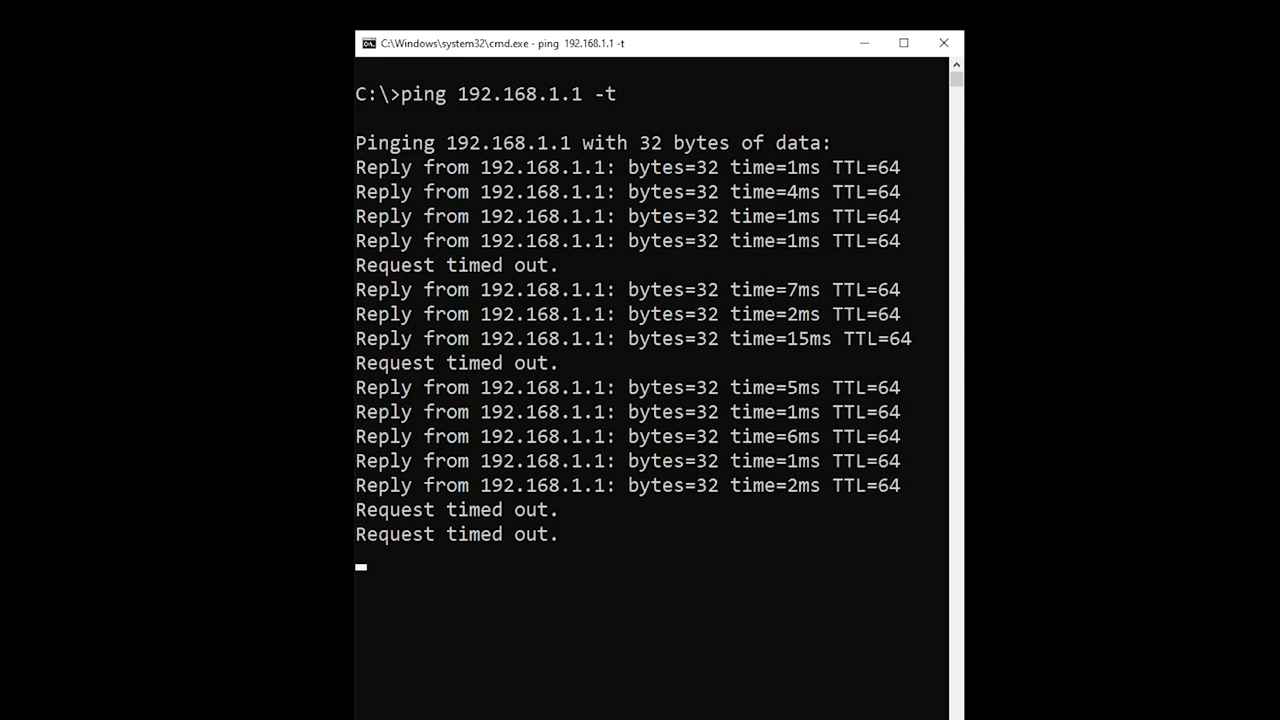 C:\Windows\system32\cmd.exe - ping  192.168.1.1 -t
C:\>ping 192.168.1.1 -t
Pinging 192.168.1.1 with 32 bytes of data:
Reply from 192.168.1.1: bytes=32 time=1ms TTL=64
Reply from 192.168.1.1: bytes=32 time=4ms TTL=64
Reply from 192.168.1.1: bytes=32 time=1ms TTL=64
Reply from 192.168.1.1: bytes=32 time=1ms TTL=64
Request timed out.
Reply from 192.168.1.1: bytes=32 time=7ms TTL=64
Reply from 192.168.1.1: bytes=32 time=2ms TTL=64
Reply from 192.168.1.1: bytes=32 time=15ms TTL=64
Request timed out.
Reply from 192.168.1.1: bytes=32 time=5ms TTL=64
Reply from 192.168.1.1: bytes=32 time=1ms TTL=64
Reply from 192.168.1.1: bytes=32 time=6ms TTL=64
Reply from 192.168.1.1: bytes=32 time=1ms TTL=64
Reply from 192.168.1.1: bytes=32 time=2ms TTL=64
Request timed out.
Request timed out.